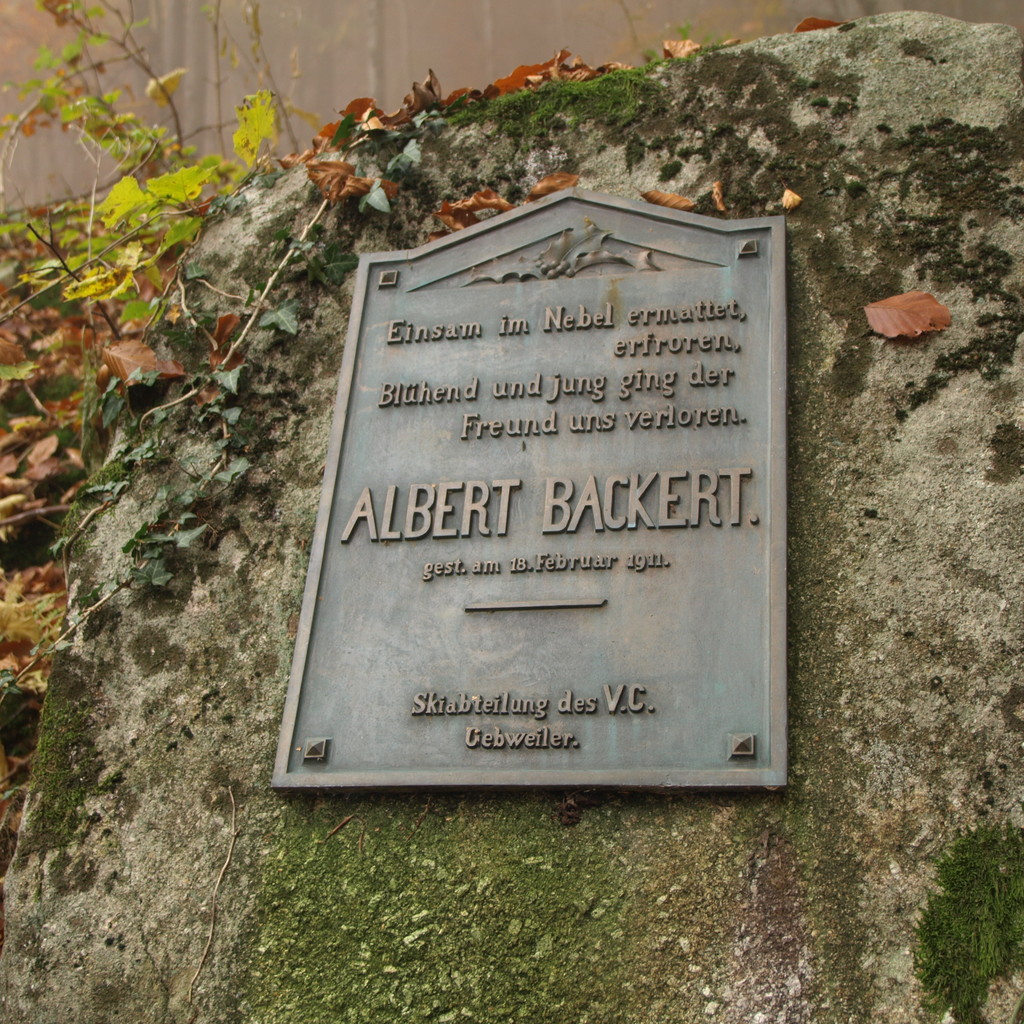 Einsam im Nebel ermattet,
erfroren,
Blühend und jung ging der
Freund uns verloren.
ALBERT BACKERT.
gest. am 18. Februar 1911.
Skiabteilung des V.C.
Gebweiler.